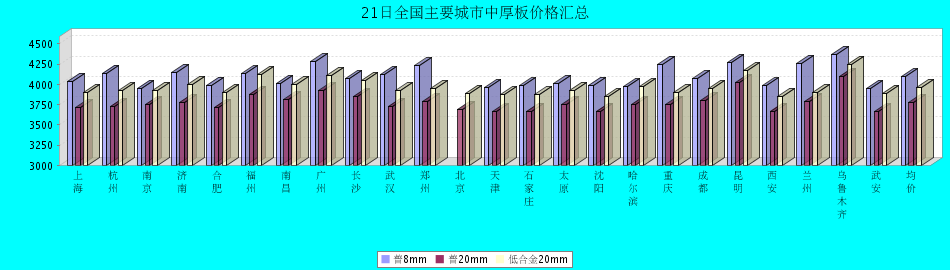 21日全国主要城市中厚板价格汇总
4500
4250
4000
3750
3500
3250
3000
上海
杭州
南京
济南
合肥
福州
南昌
广州
长沙
武汉
郑州
北京
天津
石家庄
太原
沈阳
哈尔滨
重庆
成都
昆明
西安
兰州
乌鲁木齐
武安
均价
普8mm
普20mm
低合金20mm